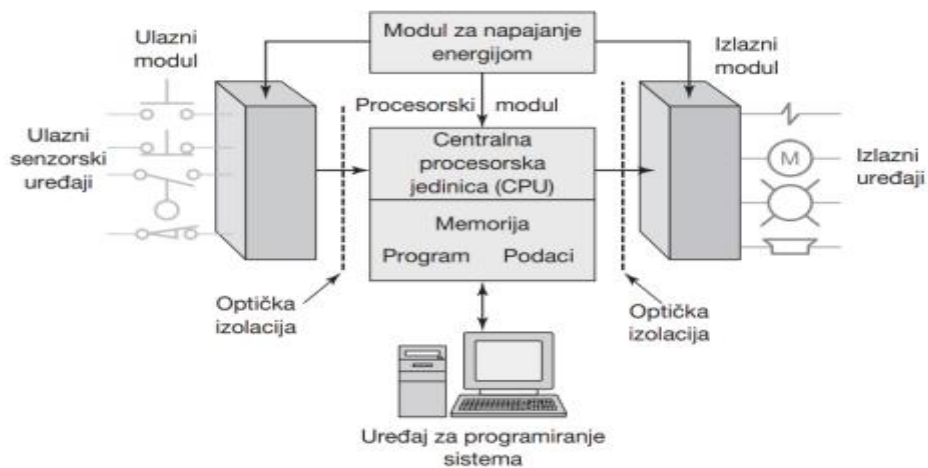 Ulazni
modul
Modul za napajanje
energijom
Izlazni
modul
Procesorski modul
Ulazni
senzorski
uređaji
Centralna
procesorska
jedinica (CPU)
Memorija
Program Podaci
M
Izlazni
uređaji
Optička
izolacija
Optička
izolacija
Uređaj za programiranje
sistema